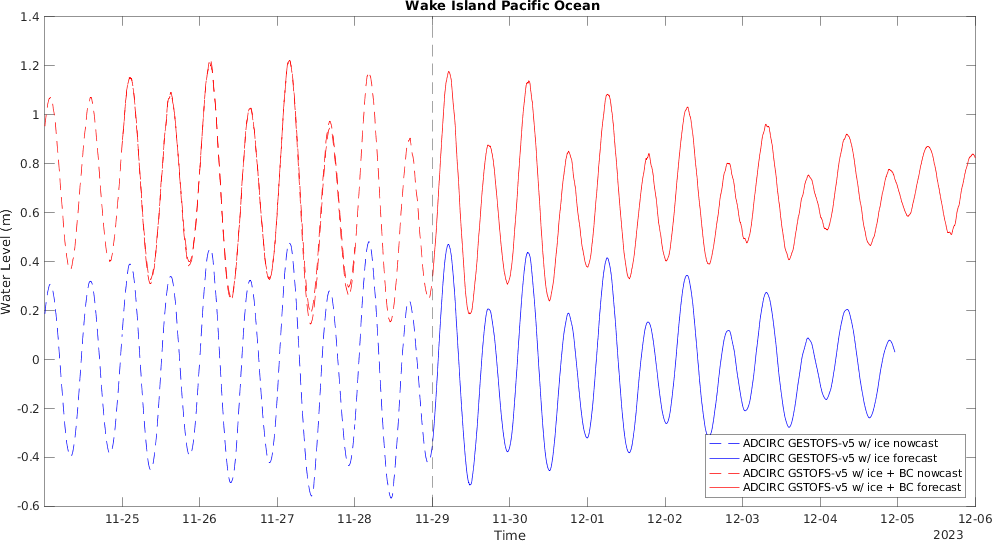 Wake Island Pacific Ocean
1.4
1.2
1
0.8
0.6
0.4
0.2
0
-0.2
-0.4
-0.6
Water Level (m)
ADCIRC GESTOFS-v5 w/ ice nowcast
ADCIRC GESTOFS-v5 w/ ice forecast
ADCIRC GSTOFS-v5 w/ ice + BC nowcast
ADCIRC GSTOFS-v5 w/ ice + BC forecast
11-25 11-26 11-27 11-28 11-29 11-30 12-01 12-02 12-03 12-04 12-05 12-06
Time
2023